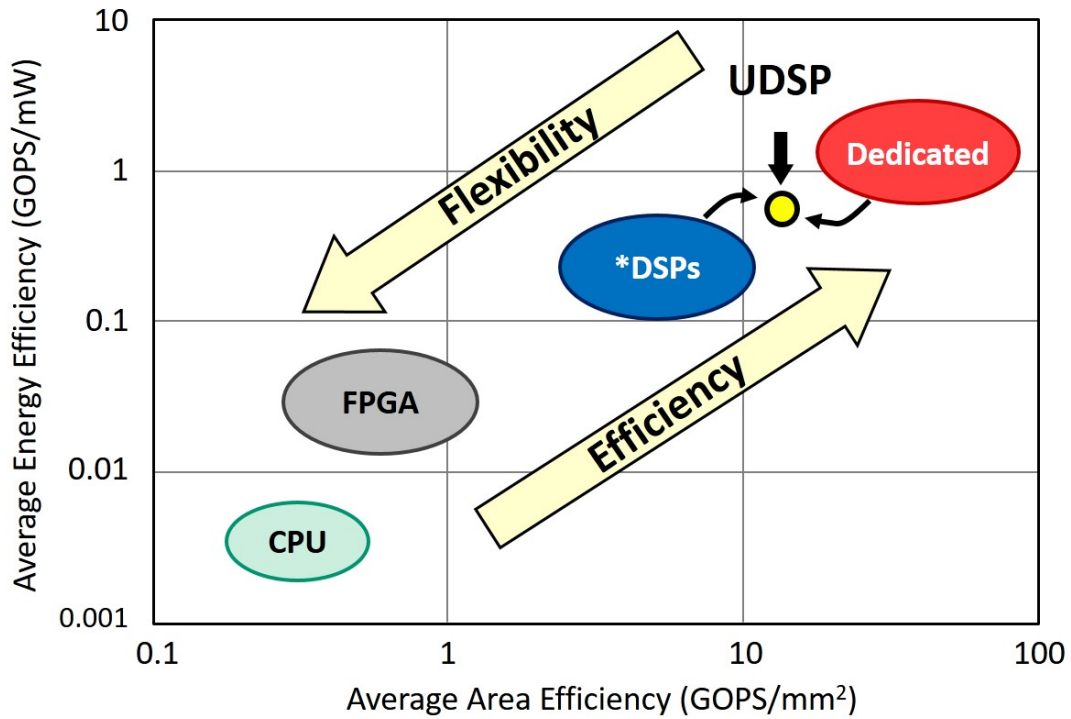 10
1
0.1
0.01
0.001
Average Energy Efficiency (GOPS/mW)
Flexibility
UDSP
Dedicated
*DSPs
Efficiency
FPGA
CPU
0.1
1
10
100
Average Area Efficiency (GOPS/mm²)